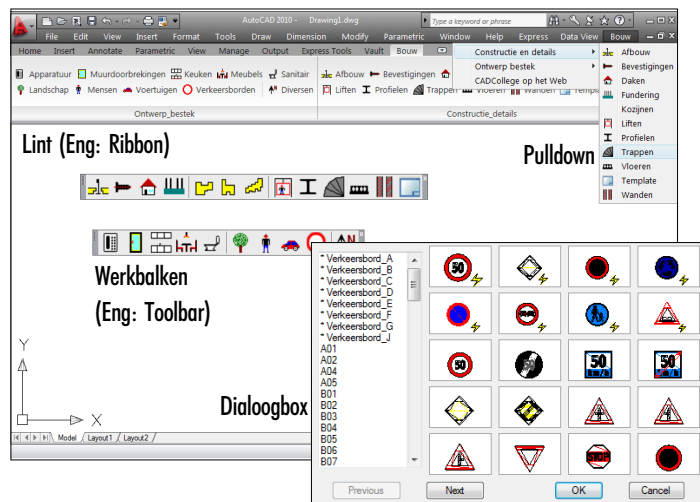 AutoCAD 2010 - Drawing1.dwg Type a keyword or phrase
File Edit View Insert Format Tools Draw Dimension Modify Parametric Window Help Express Data View Bouw
Home Insert Annotate Parametric View Manage Output Express Tools Vault Bouw
Constructie en details
Ontwerp bestek
CADCollege op het Web
Afbouw
Bevestigingen
Daken
Fundering
Kozijnen
Liften
Profielen
Trappen
Vloeren
Template
Wanden
Apparatuur Muurdoorbrekingen Keuken Meubels Sanitair Afbouw Bevestigingen
Landschap Mensen Voertuigen Verkeersborden Diversen Liften Profielen Trappen Vloeren Wanden
Ontwerp_bestek Constructie_details
Lint (Eng: Ribbon)
Pulldown
Werkbalken
(Eng: Toolbar)
Dialoogbox
Y
X
Model Layout1 Layout2
* Verkeersbord_A
* Verkeersbord_B
* Verkeersbord_C
* Verkeersbord_D
* Verkeersbord_E
* Verkeersbord_F
* Verkeersbord_G
* Verkeersbord_J
A01
A02
A04
A05
B01
B02
B03
B04
B05
B06
B07
50
50
50
50
STOP
Previous Next OK Cancel